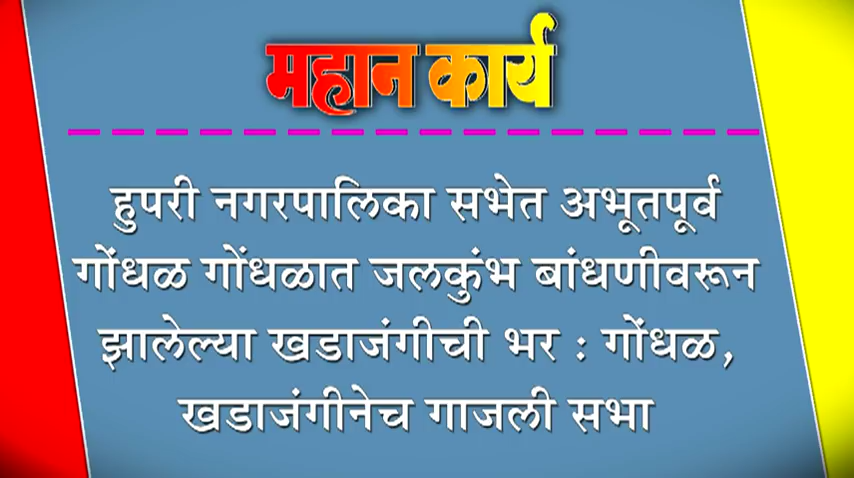 महान कार्य
हुपरी नगरपालिका सभेत अभूतपूर्व
गोंधळ गोंधळात जलकुंभ बांधणीवरून
झालेल्या खडाजंगीची भर : गोंधळ,
खडाजंगीनेच गाजली सभा